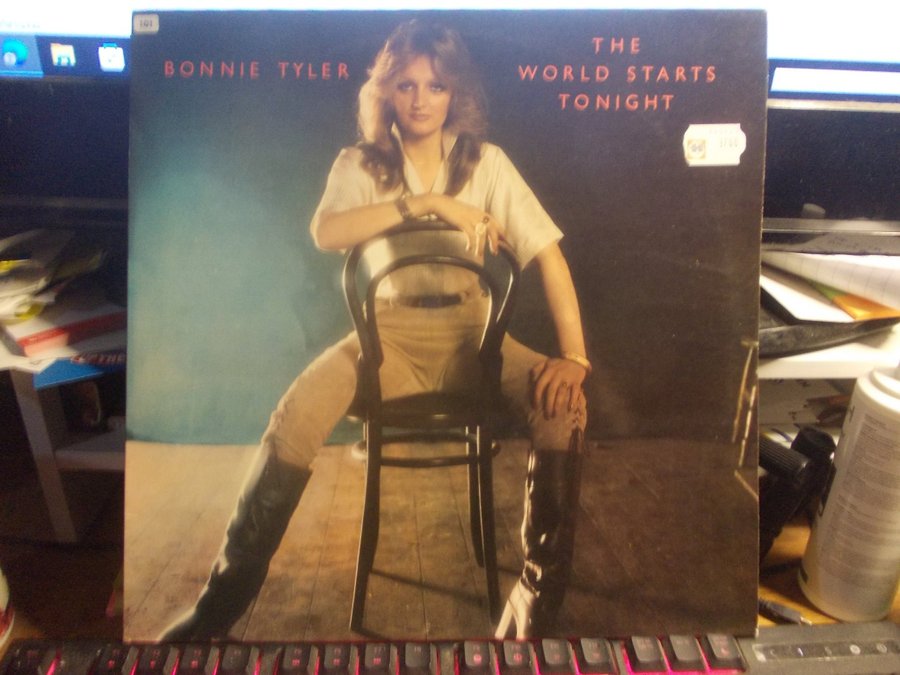 BONNIE TYLER
THE
WORLD STARTS
TONIGHT